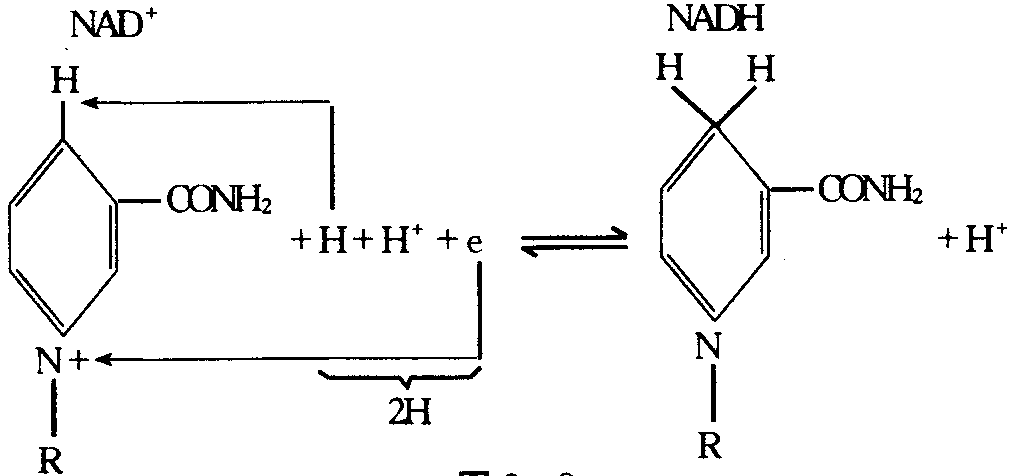 NAD⁺
NADH
H
H H
CONH₂
CONH₂
+H+H⁺+e
+H⁺
N+
N
2H
R
R